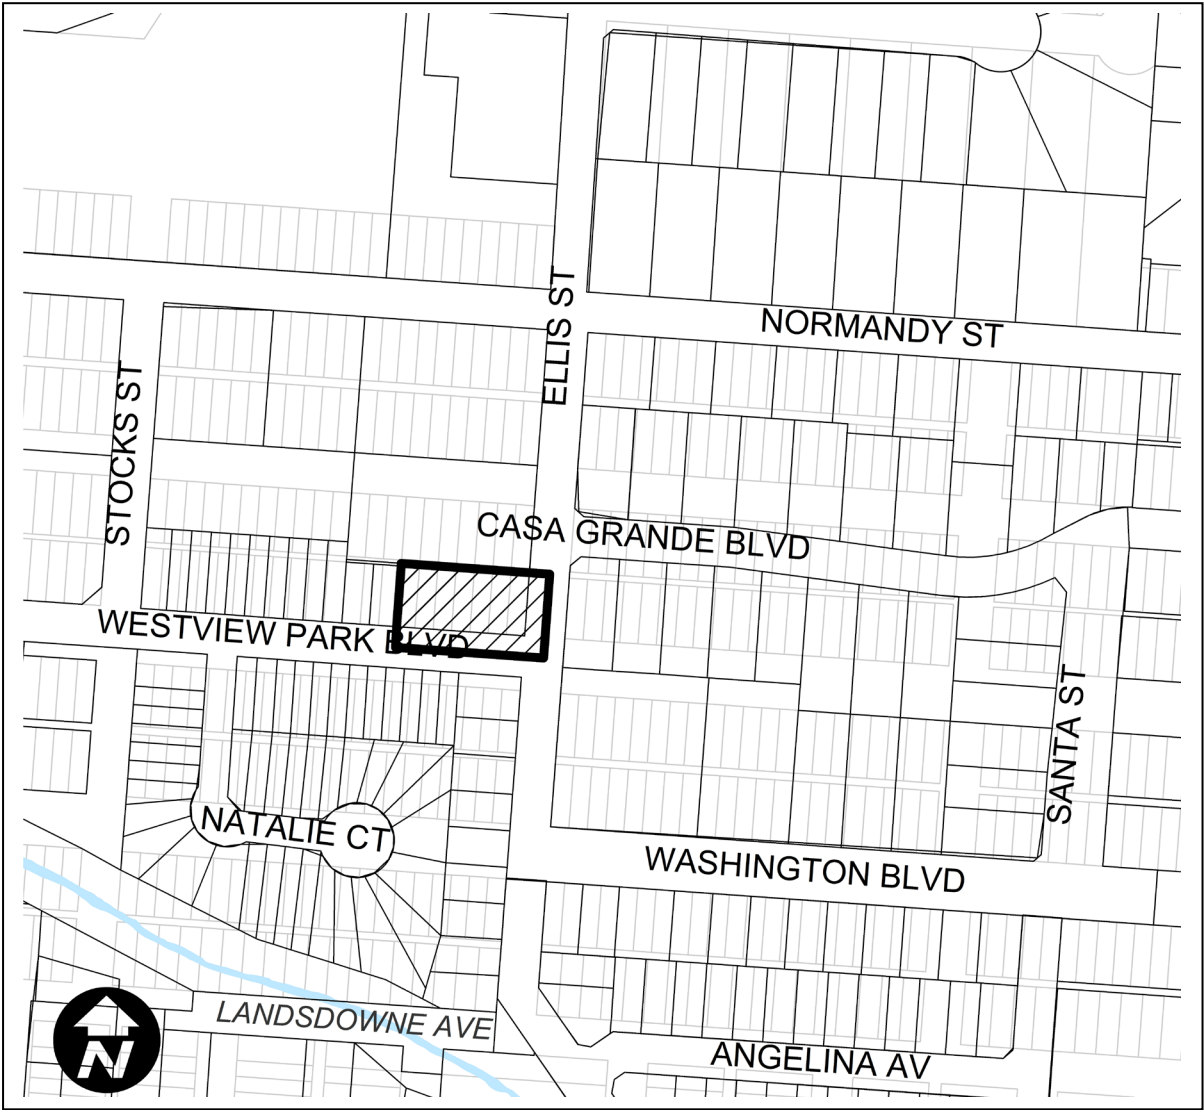 NORMANDY ST
ELLIS ST
STOCKS ST
CASA GRANDE BLVD
WESTVIEW PARK BLVD
SANTA ST
NATALIE CT
WASHINGTON BLVD
LANDSDOWNE AVE
ANGELINA AV
N